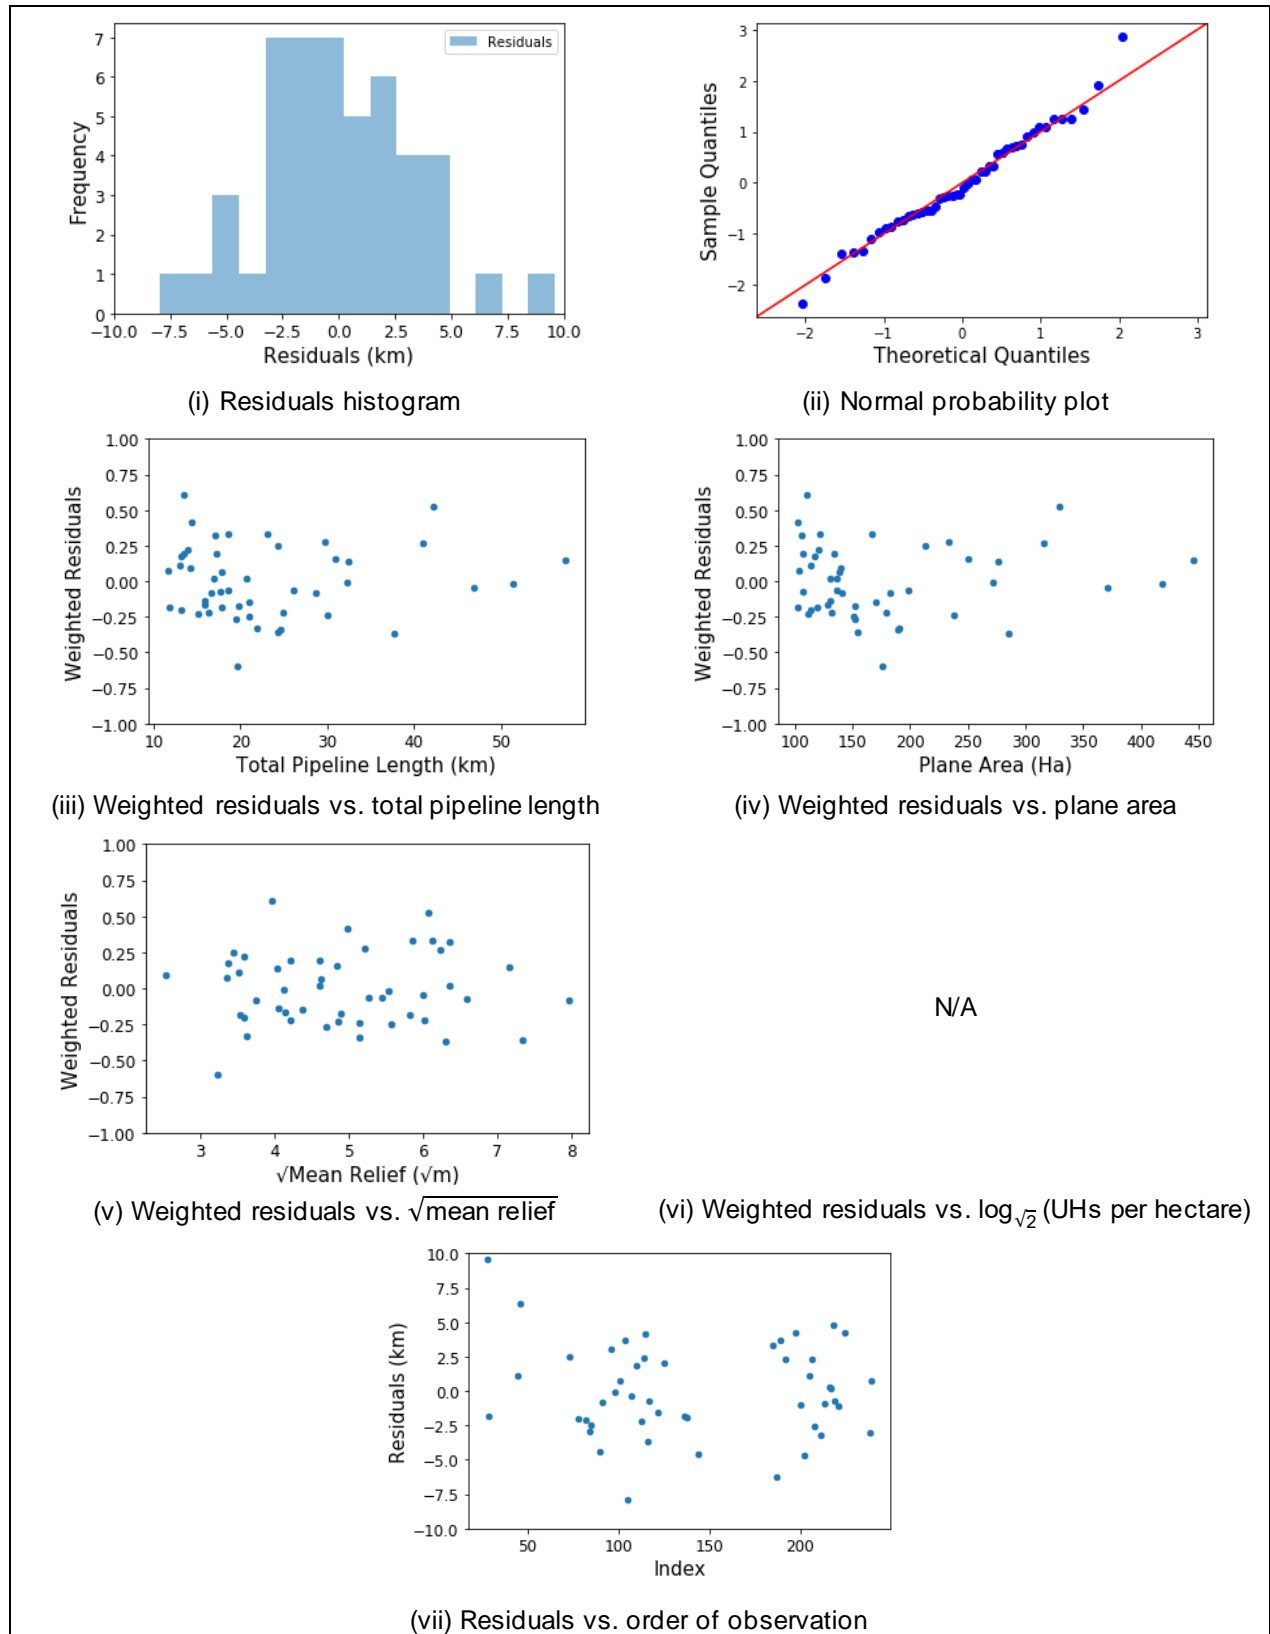 7
6
5
4
3
2
1
0
Frequency
Residuals
−10.0 −7.5 −5.0 −2.5 0.0 2.5 5.0 7.5 10.0
Residuals (km)
(i) Residuals histogram
3
2
1
0
−1
−2
Sample Quantiles
−2 −1 0 1 2 3
Theoretical Quantiles
(ii) Normal probability plot
1.00
0.75
0.50
0.25
0.00
−0.25
−0.50
−0.75
−1.00
Weighted Residuals
10 20 30 40 50
Total Pipeline Length (km)
(iii) Weighted residuals vs. total pipeline length
1.00
0.75
0.50
0.25
0.00
−0.25
−0.50
−0.75
−1.00
Weighted Residuals
100 150 200 250 300 350 400 450
Plane Area (Ha)
(iv) Weighted residuals vs. plane area
1.00
0.75
0.50
0.25
0.00
−0.25
−0.50
−0.75
−1.00
Weighted Residuals
3 4 5 6 7 8
√Mean Relief (√m)
(v) Weighted residuals vs. √mean relief
N/A
(vi) Weighted residuals vs. log√2 (UHs per hectare)
10.0
7.5
5.0
2.5
0.0
−2.5
−5.0
−7.5
−10.0
Residuals (km)
50 100 150 200
Index
(vii) Residuals vs. order of observation